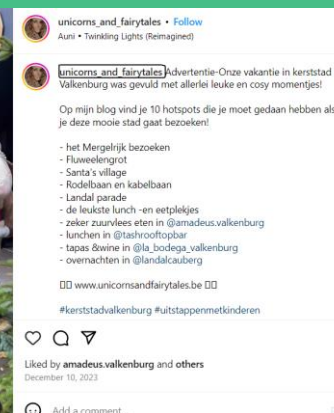 unicorns_and_fairytales • Follow
Auni • Twinkling Lights (Reimagined)
unicorns_and_fairytales Advertentie-Onze vakantie in kerststad
Valkenburg was gevuld met allerlei leuke en cosy momentjes!
Op mijn blog vind je 10 hotspots die je moet gedaan hebben als
je deze mooie stad gaat bezoeken!
- het Mergelrijk bezoeken
- Fluweelengrot
- Santa's village
- Rodelbaan en kabelbaan
- Landal parade
- de leukste lunch -en eetplekjes
- zeker zuurvlees eten in @amadeus.valkenburg
- lunchen in @tashrooftopbar
- tapas &wine in @la_bodega_valkenburg
- overnachten in @landalcauberg
www.unicornsandfairytales.be
#kerststadvalkenburg #uitstappenmetkinderen
Liked by amadeus.valkenburg and others
December 10, 2023
Add a comment